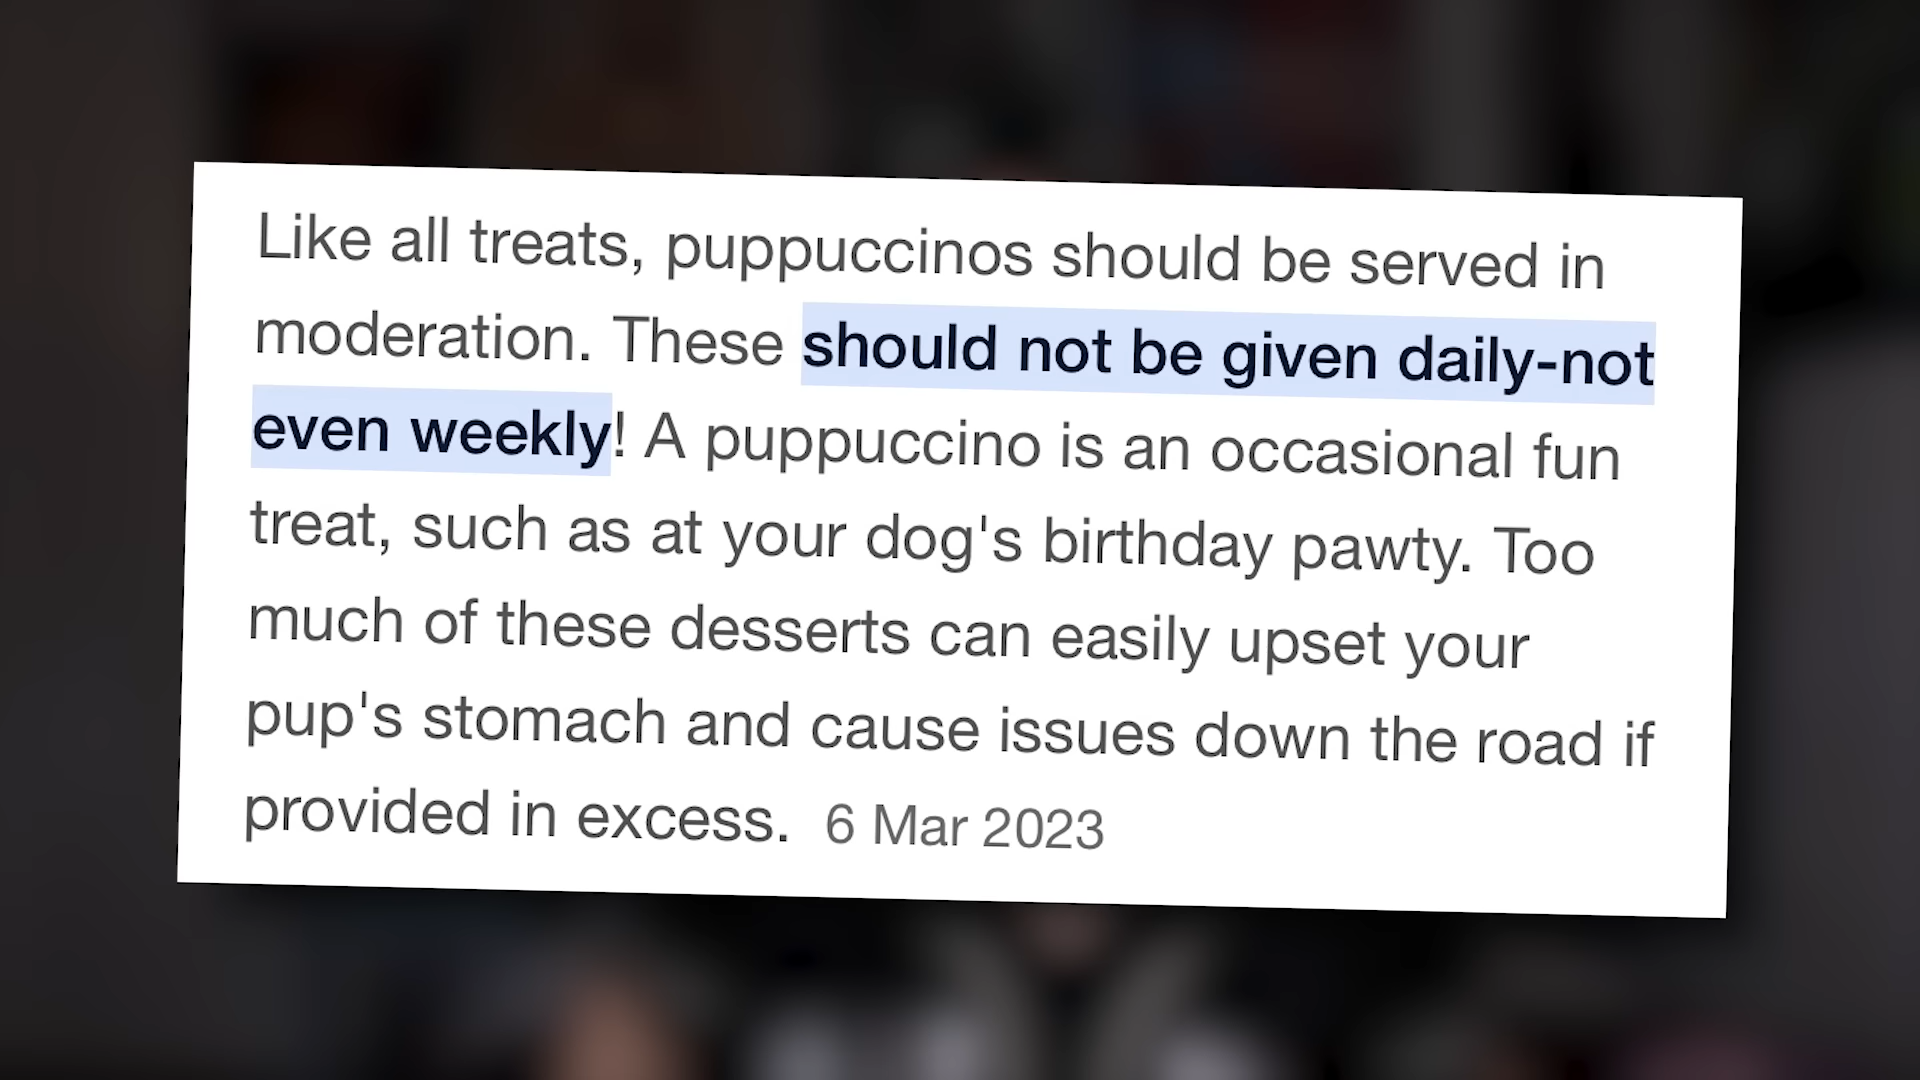 Like all treats, puppuccinos should be served in
moderation. These should not be given daily-not
even weekly! A puppuccino is an occasional fun
treat, such as at your dog's birthday pawty. Too
much of these desserts can easily upset your
pup's stomach and cause issues down the road if
provided in excess. 6 Mar 2023